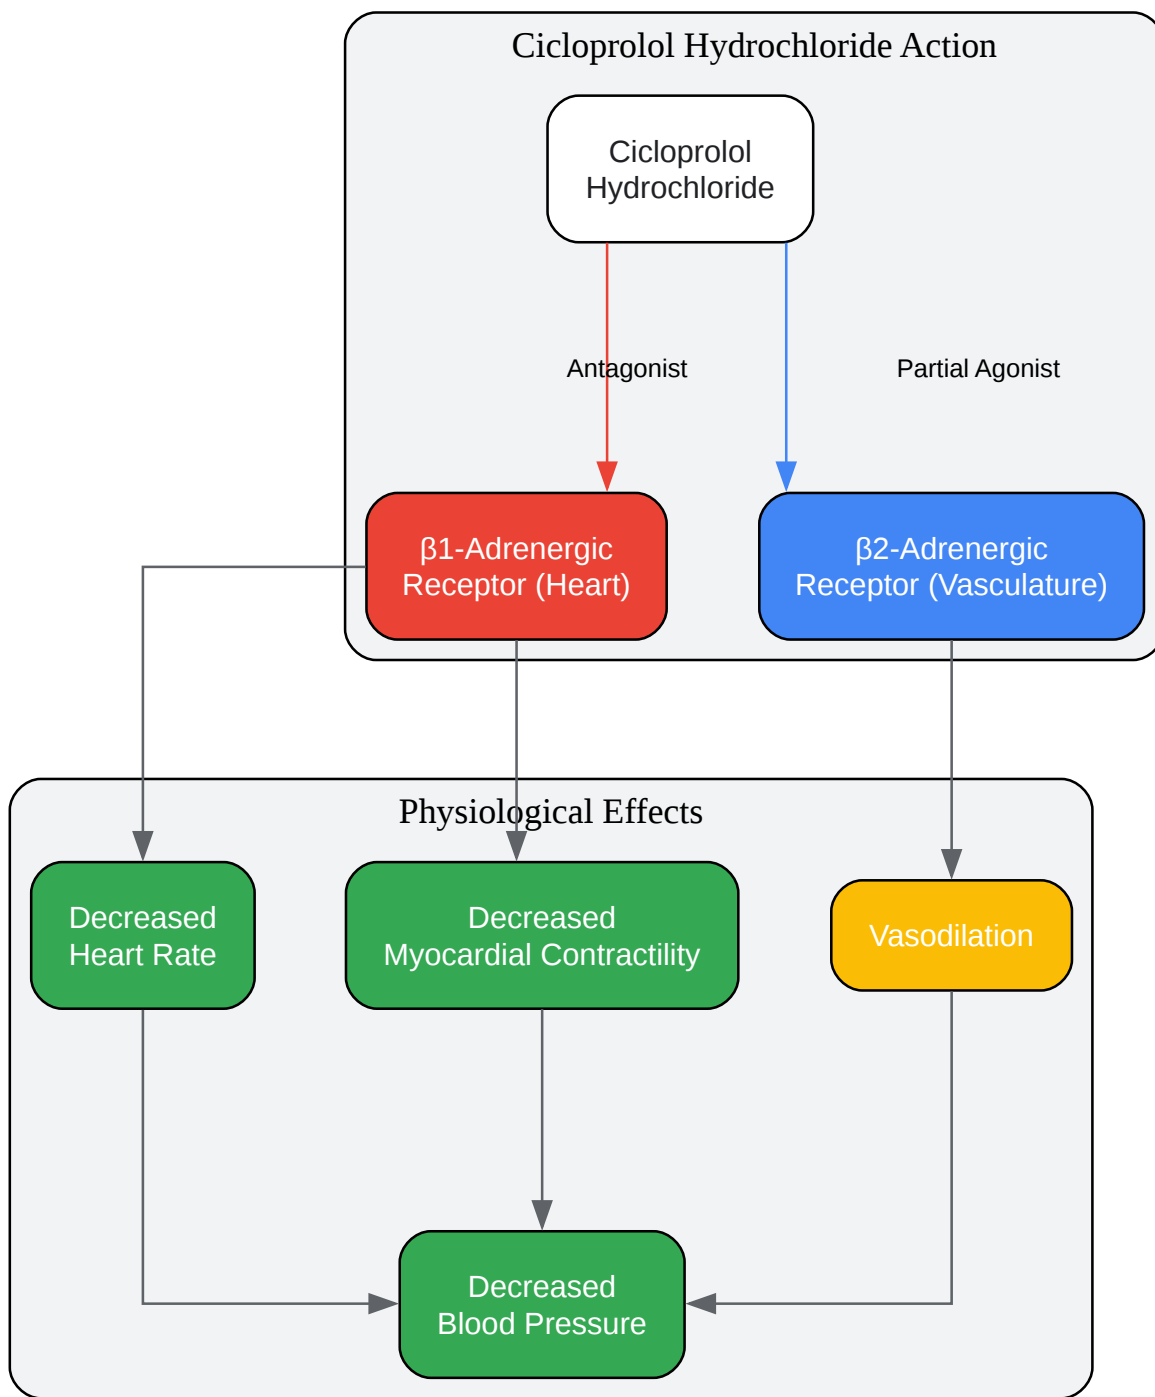 Cicloprolol Hydrochloride Action
Cicloprolol
Hydrochloride
Antagonist
Partial Agonist
β1-Adrenergic
Receptor (Heart)
β2-Adrenergic
Receptor (Vasculature)
Physiological Effects
Decreased
Heart Rate
Decreased
Myocardial Contractility
Vasodilation
Decreased
Blood Pressure